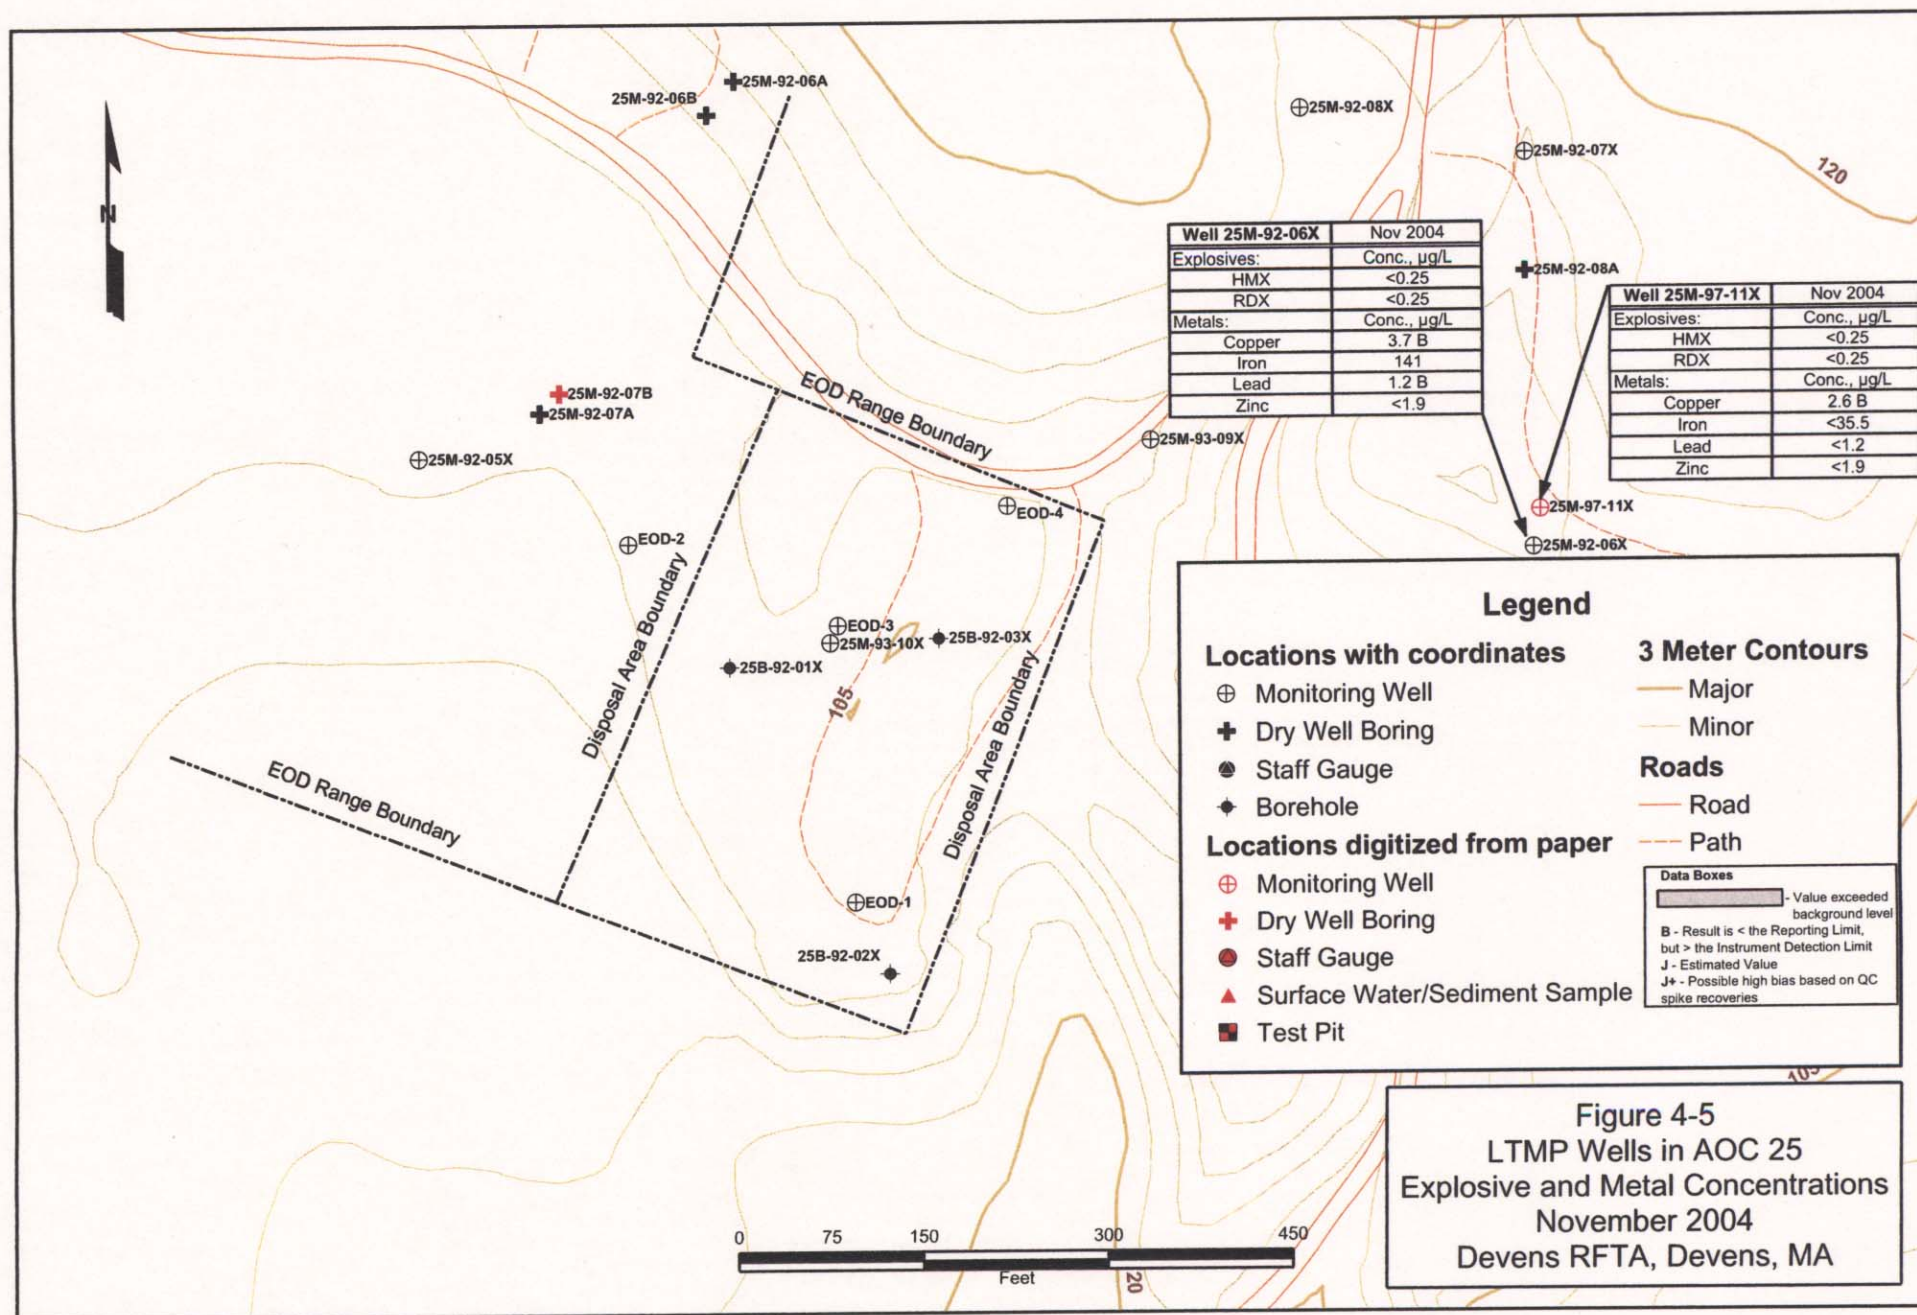 25M-92-06A
25M-92-06B
25M-92-08X
25M-92-07X
120
N
25M-92-08A
Well 25M-92-06X Nov 2004
Explosives: Conc., µg/L
HMX <0.25
RDX <0.25
Metals: Conc., µg/L
Copper 3.7 B
Iron 141
Lead 1.2 B
Zinc <1.9
Well 25M-97-11X Nov 2004
Explosives: Conc., µg/L
HMX <0.25
RDX <0.25
Metals: Conc., µg/L
Copper 2.6 B
Iron <35.5
Lead <1.2
Zinc <1.9
EOD Range Boundary
25M-92-07B
25M-92-07A
25M-92-05X
25M-93-09X
EOD-4
25M-97-11X
25M-92-06X
EOD-2
Disposal Area Boundary
EOD-3
25M-93-10X
25B-92-03X
25B-92-01X
105
Disposal Area Boundary
EOD Range Boundary
EOD-1
25B-92-02X
Legend
Locations with coordinates
Monitoring Well
Dry Well Boring
Staff Gauge
Borehole
Locations digitized from paper
Monitoring Well
Dry Well Boring
Staff Gauge
Surface Water/Sediment Sample
Test Pit
3 Meter Contours
Major
Minor
Roads
Road
Path
Data Boxes
- Value exceeded
background level
B - Result is < the Reporting Limit,
but > the Instrument Detection Limit
J - Estimated Value
J+ - Possible high bias based on QC
spike recoveries
105
Figure 4-5
LTMP Wells in AOC 25
Explosive and Metal Concentrations
November 2004
Devens RFTA, Devens, MA
0 75 150 300 450
Feet
20